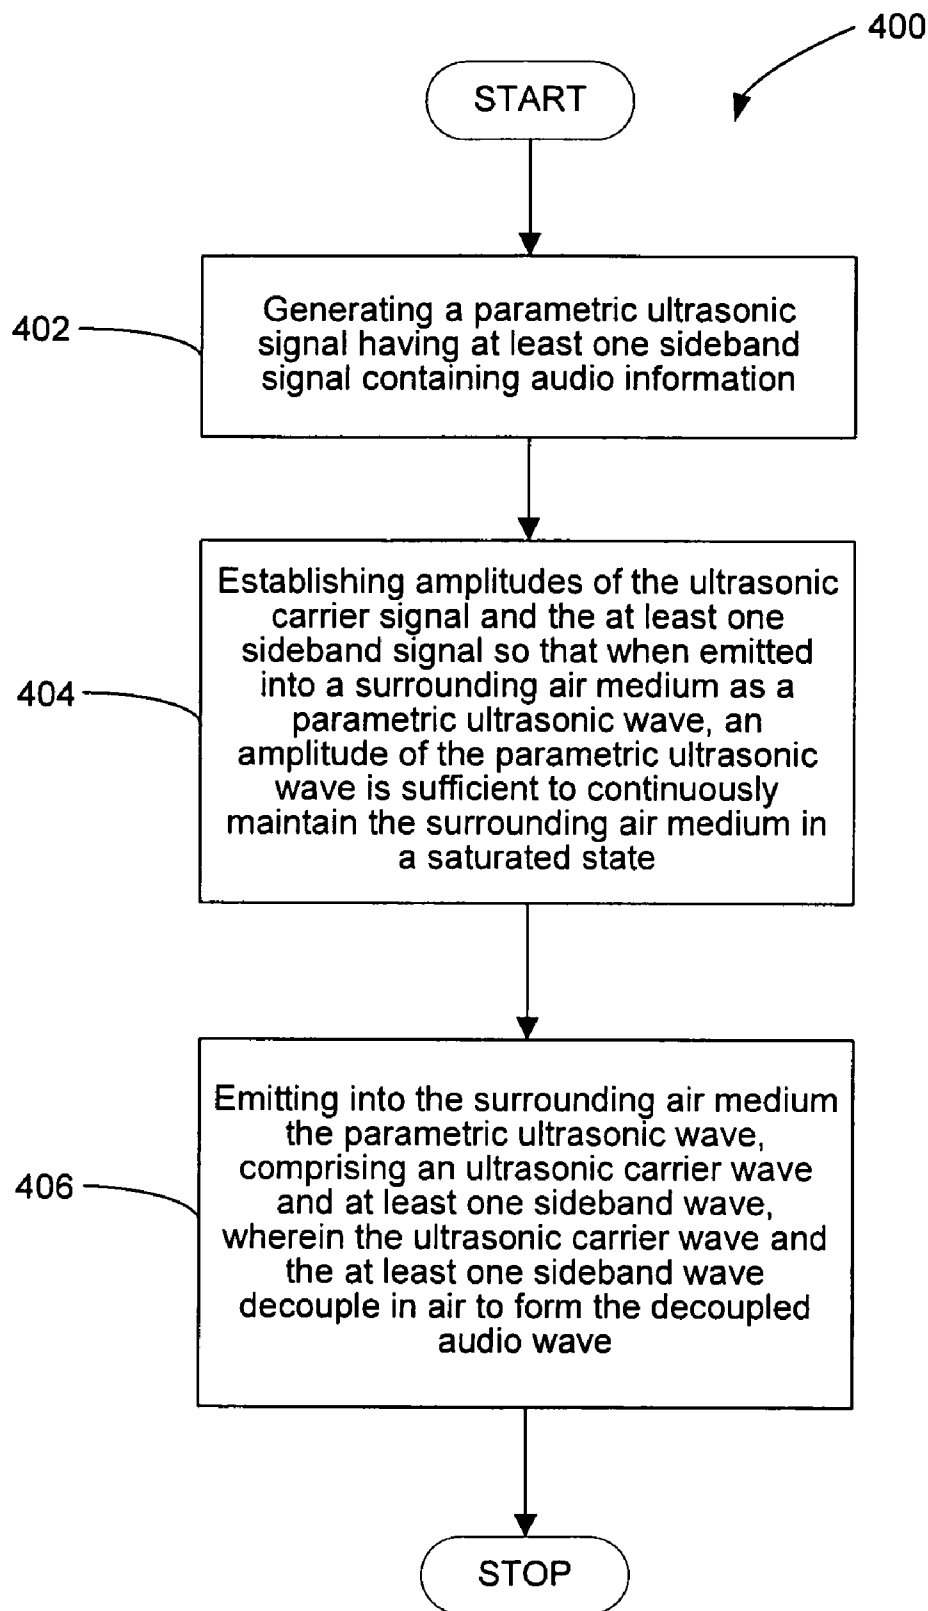 400
START
402
Generating a parametric ultrasonic
signal having at least one sideband
signal containing audio information
404
Establishing amplitudes of the ultrasonic
carrier signal and the at least one
sideband signal so that when emitted
into a surrounding air medium as a
parametric ultrasonic wave, an
amplitude of the parametric ultrasonic
wave is sufficient to continuously
maintain the surrounding air medium in
a saturated state
406
Emitting into the surrounding air medium
the parametric ultrasonic wave,
comprising an ultrasonic carrier wave
and at least one sideband wave,
wherein the ultrasonic carrier wave and
the at least one sideband wave
decouple in air to form the decoupled
audio wave
STOP